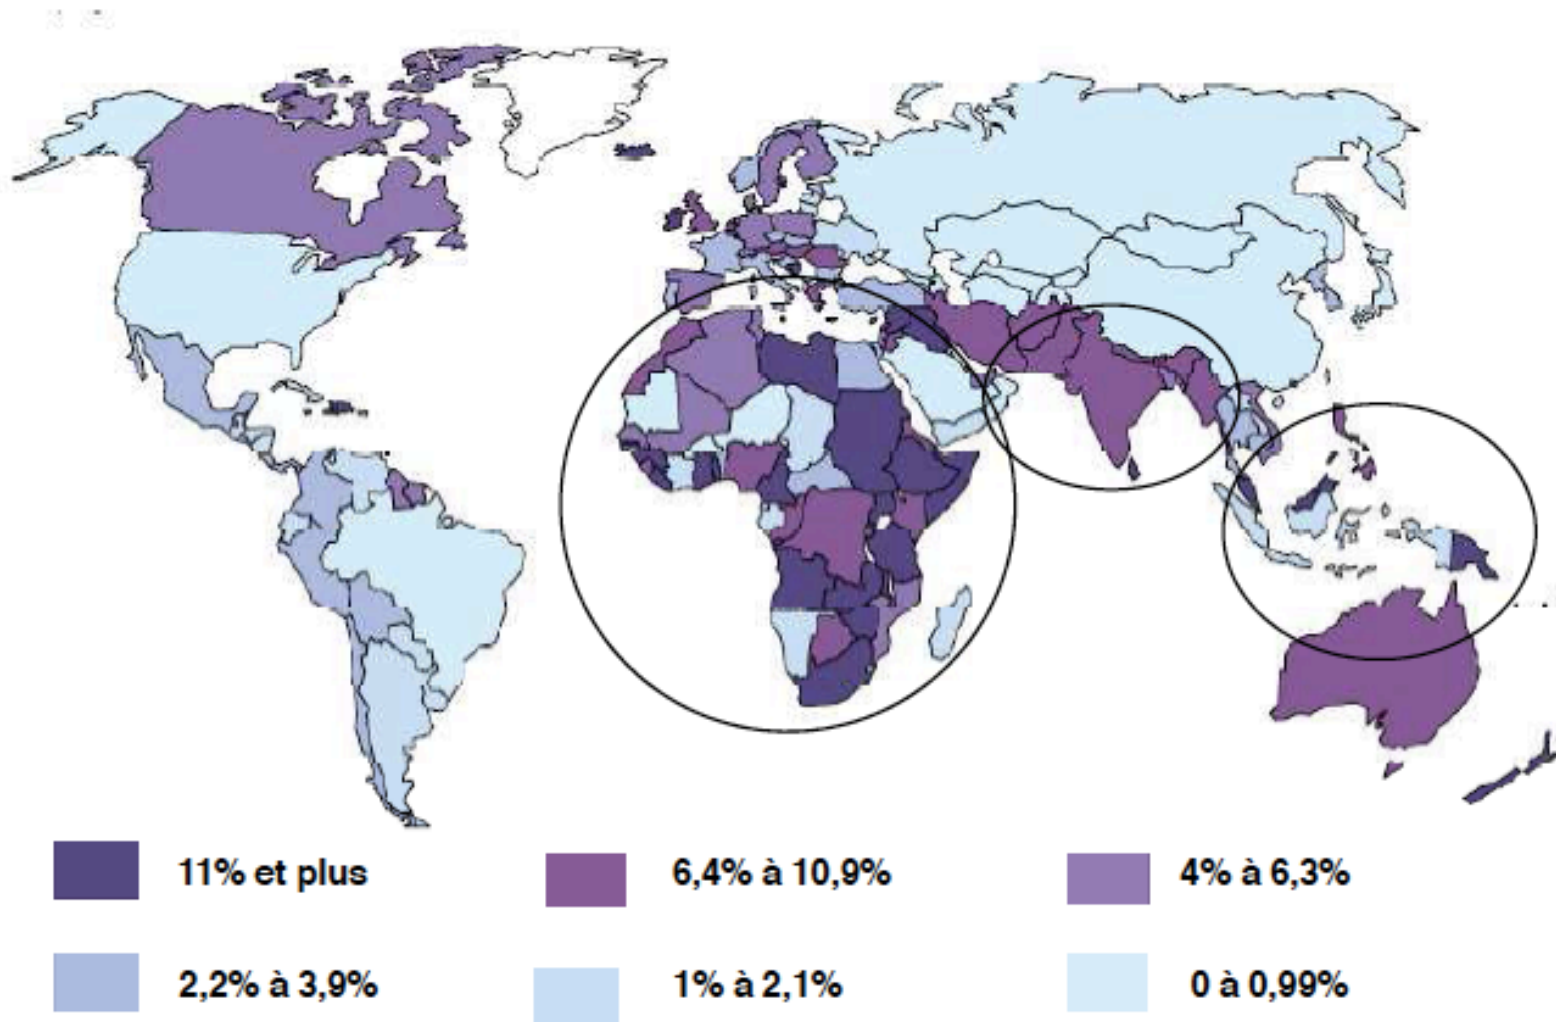 11% et plus
6,4% à 10,9%
4% à 6,3%
2,2% à 3,9%
1% à 2,1%
0 à 0,99%